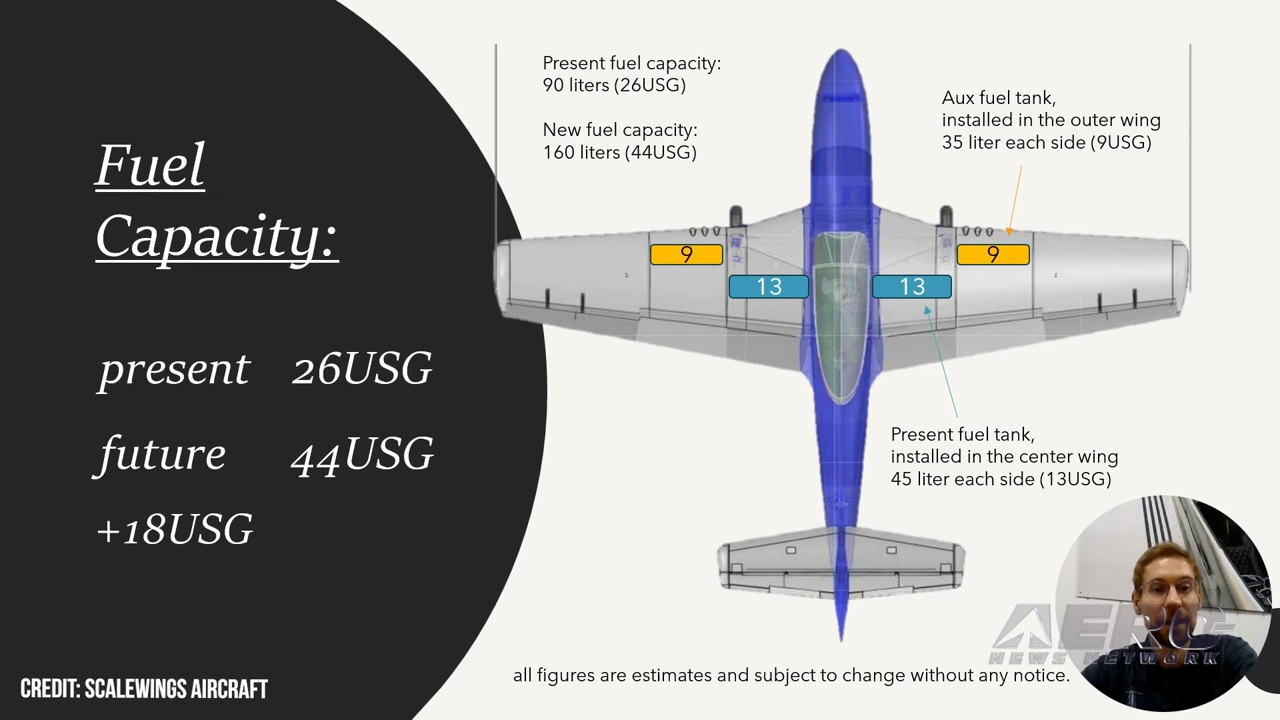 Fuel
Capacity:
present 26USG
future 44USG
+18USG
CREDIT: SCALEWINGS AIRCRAFT
Present fuel capacity:
90 liters (26USG)
New fuel capacity:
160 liters (44USG)
Aux fuel tank,
installed in the outer wing
35 liter each side (9USG)
9
9
13
13
Present fuel tank,
installed in the center wing
45 liter each side (13USG)
AERO
NEWS NETWORK
all figures are estimates and subject to change without any notice.